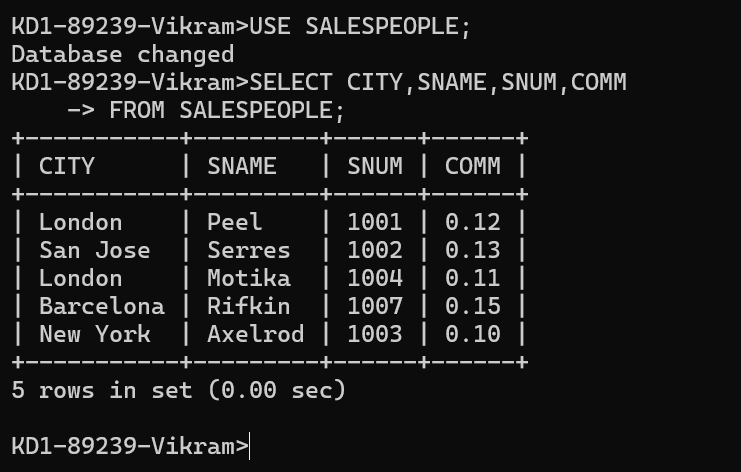 KD1-89239-Vikram>USE SALESPEOPLE;
Database changed
KD1-89239-Vikram>SELECT CITY,SNAME,SNUM,COMM
    -> FROM SALESPEOPLE;
+-----------+---------+------+------+
| CITY      | SNAME   | SNUM | COMM |
+-----------+---------+------+------+
| London    | Peel    | 1001 | 0.12 |
| San Jose  | Serres  | 1002 | 0.13 |
| London    | Motika  | 1004 | 0.11 |
| Barcelona | Rifkin  | 1007 | 0.15 |
| New York  | Axelrod | 1003 | 0.10 |
+-----------+---------+------+------+
5 rows in set (0.00 sec)
KD1-89239-Vikram>